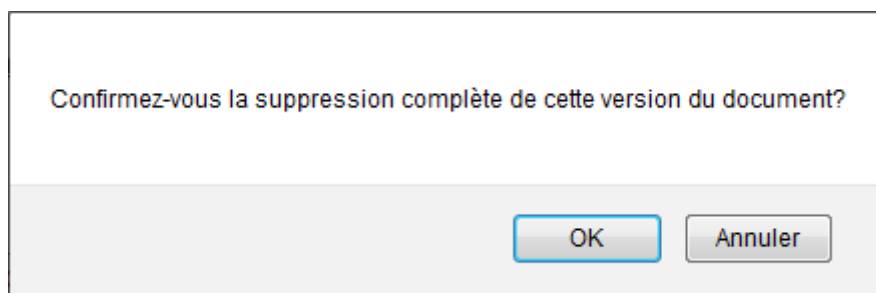 Confirmez-vous la suppression complète de cette version du document?
OK
Annuler